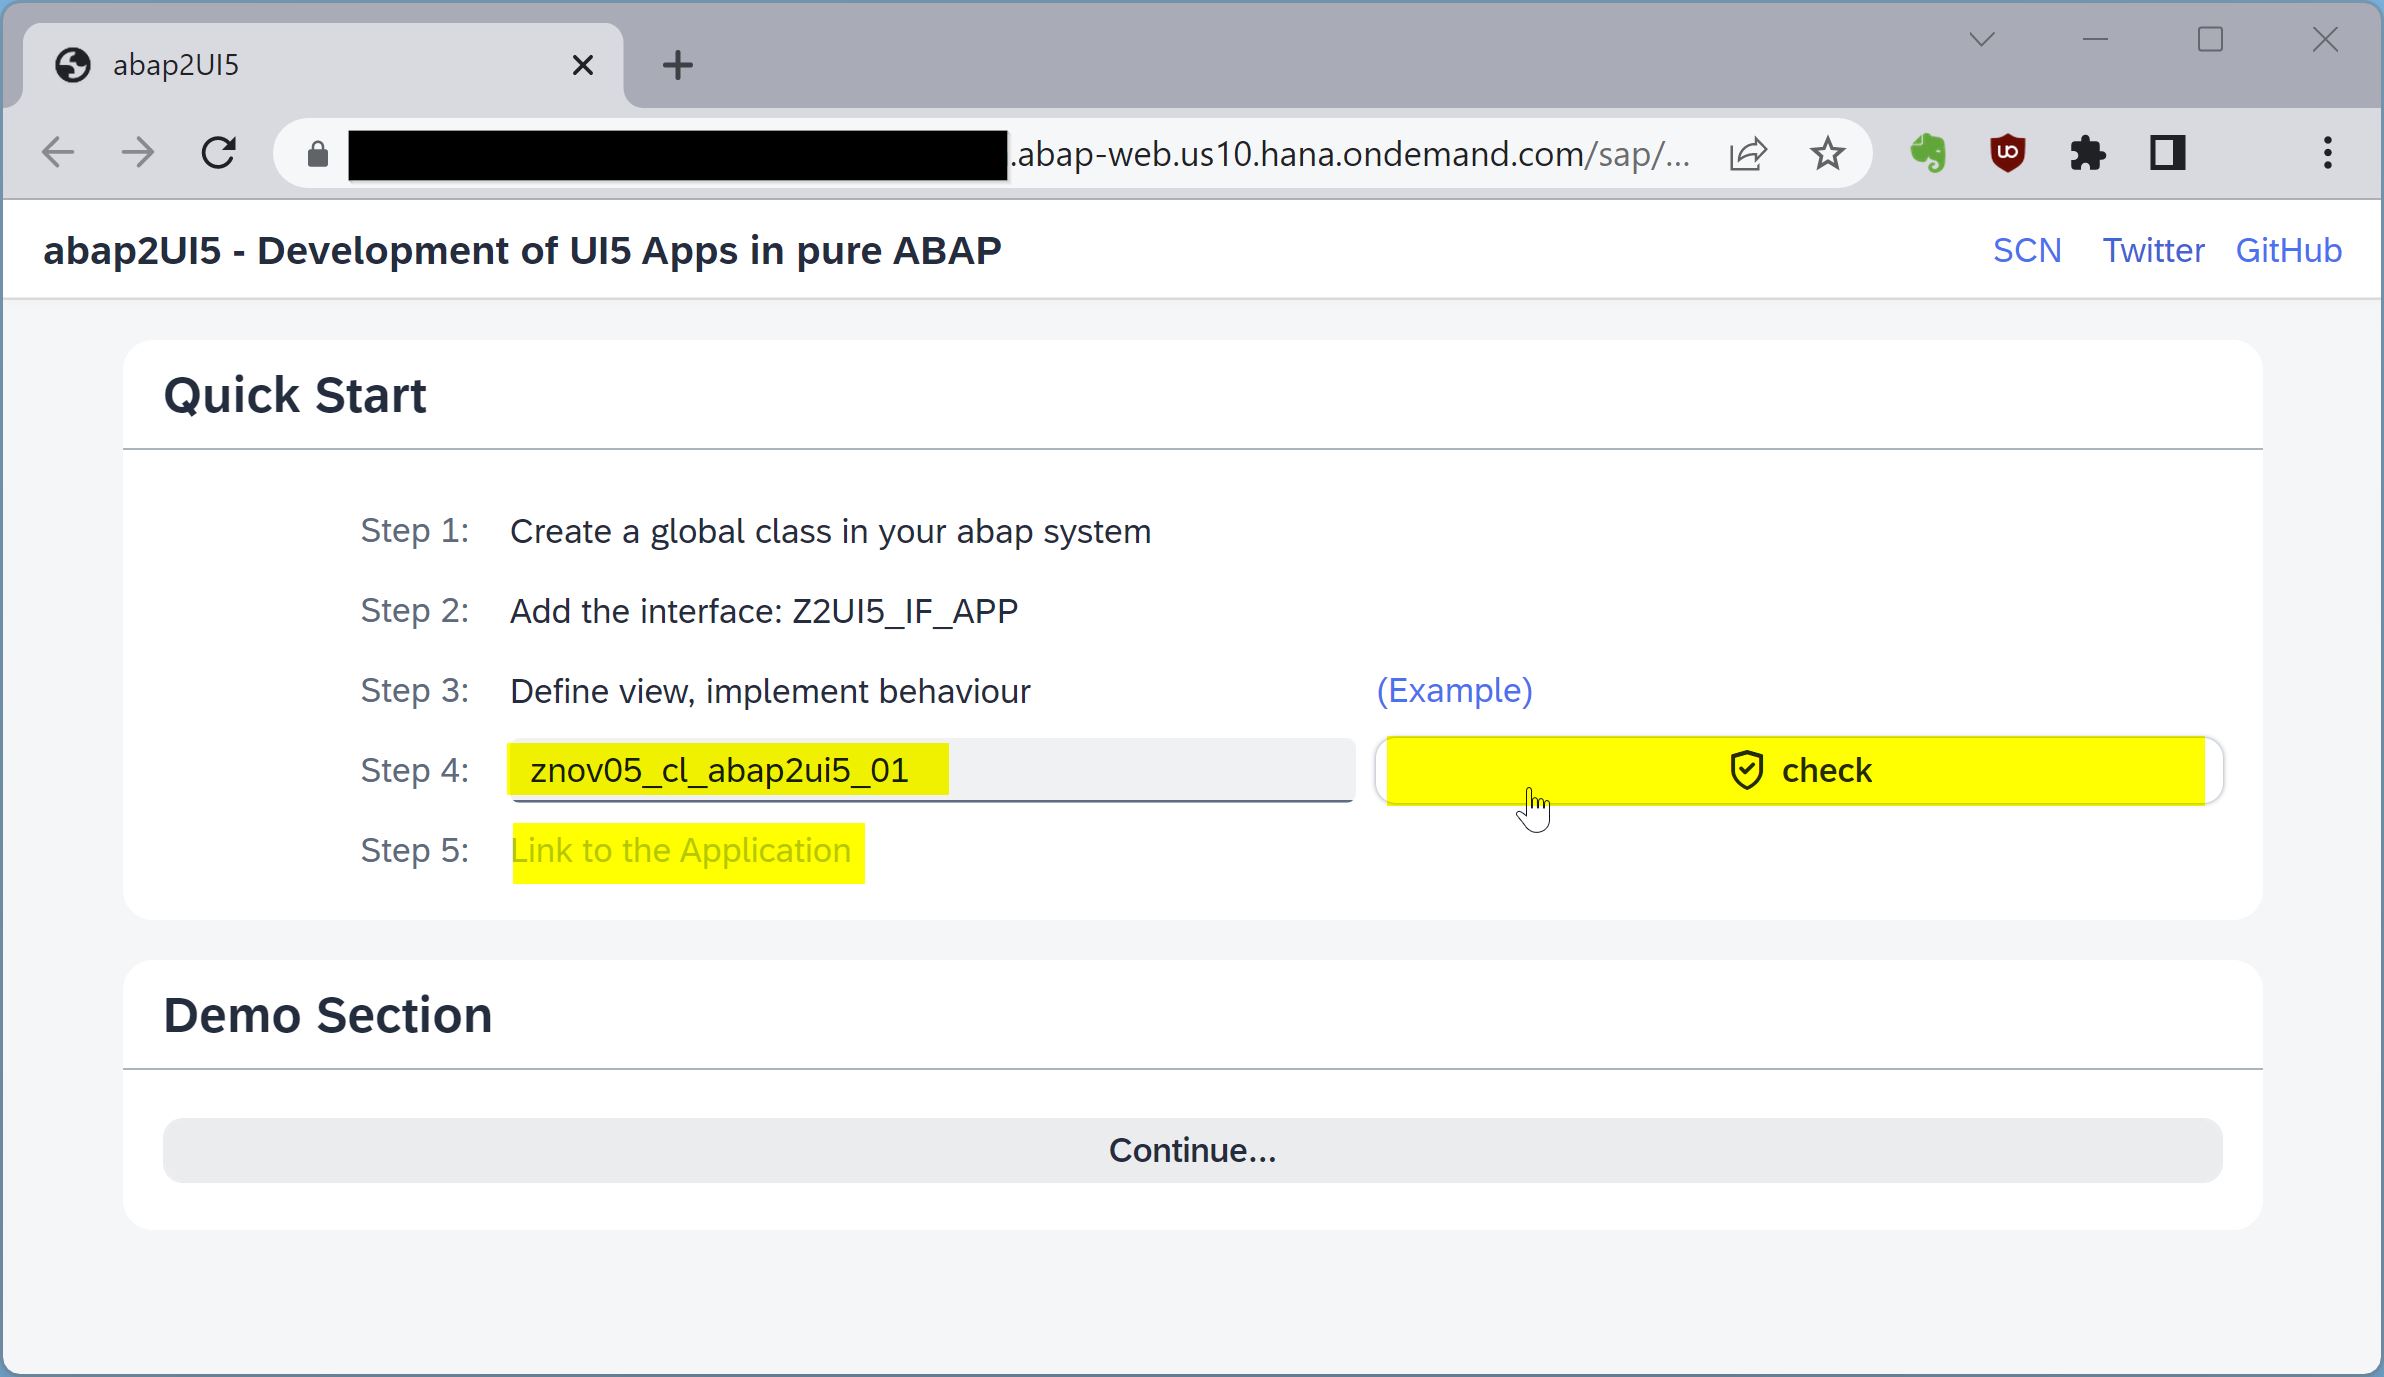 abap2UI5
.abap-web.us10.hana.ondemand.com/sap/...
abap2UI5 - Development of UI5 Apps in pure ABAP
SCN Twitter GitHub
Quick Start
Step 1: Create a global class in your abap system
Step 2: Add the interface: Z2UI5_IF_APP
Step 3: Define view, implement behaviour (Example)
Step 4: znov05_cl_abap2ui5_01 check
Step 5: Link to the Application
Demo Section
Continue...